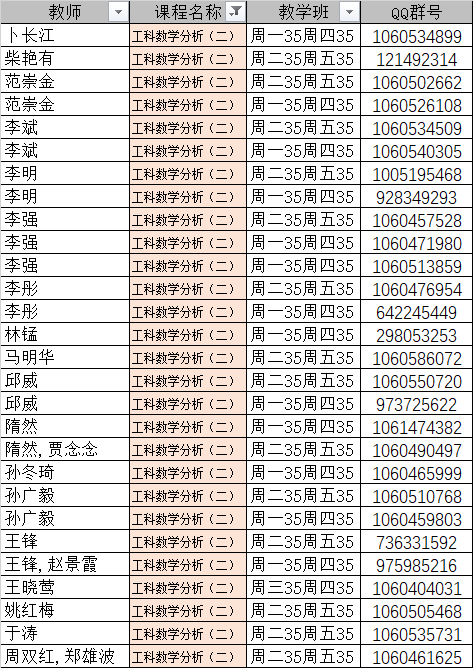 教师 课程名称 教学班 QQ群号
卜长江 工科数学分析（二） 周一35周四35 1060534899
柴艳有 工科数学分析（二） 周二35周五35 121492314
范崇金 工科数学分析（二） 周二35周五35 1060502662
范崇金 工科数学分析（二） 周一35周四35 1060526108
李斌 工科数学分析（二） 周二35周五35 1060534509
李斌 工科数学分析（二） 周一35周四35 1060540305
李明 工科数学分析（二） 周二35周五35 1005195468
李明 工科数学分析（二） 周一35周四35 928349293
李强 工科数学分析（二） 周二35周五35 1060457528
李强 工科数学分析（二） 周一35周四35 1060471980
李强 工科数学分析（二） 周一35周四35 1060513859
李彤 工科数学分析（二） 周二35周五35 1060476954
李彤 工科数学分析（二） 周一35周四35 642245449
林锰 工科数学分析（二） 周一35周四35 298053253
马明华 工科数学分析（二） 周二35周五35 1060586072
邱威 工科数学分析（二） 周二35周五35 1060550720
邱威 工科数学分析（二） 周一35周四35 973725622
隋然 工科数学分析（二） 周一35周四35 1061474382
隋然,贾念念 工科数学分析（二） 周二35周五35 1060490497
孙冬琦 工科数学分析（二） 周一35周四35 1060465999
孙广毅 工科数学分析（二） 周二35周五35 1060510768
孙广毅 工科数学分析（二） 周一35周四35 1060459803
王锋 工科数学分析（二） 周二35周五35 736331592
王锋,赵景霞 工科数学分析（二） 周一35周四35 975985216
王晓莺 工科数学分析（二） 周三35周四35 1060404031
姚红梅 工科数学分析（二） 周二35周五35 1060505468
于涛 工科数学分析（二） 周二35周五35 1060535731
周双红,郑雄波 工科数学分析（二） 周二35周五35 1060461625